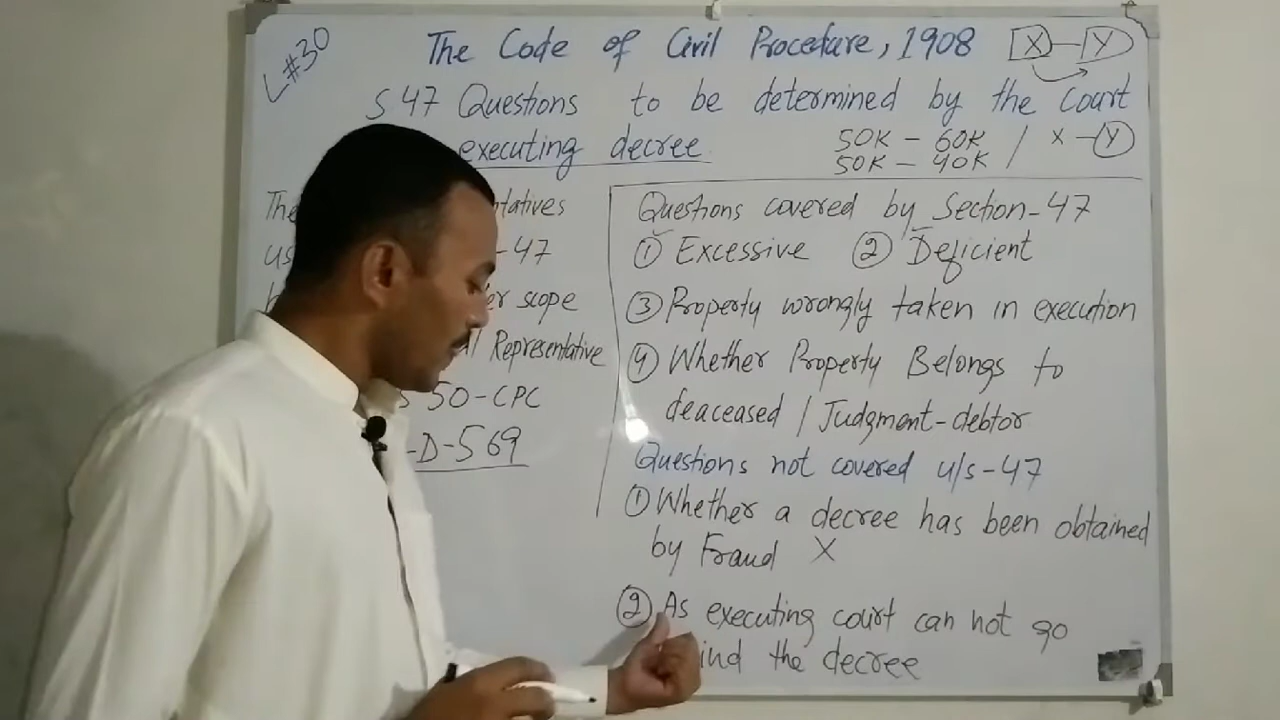 L#30
The Code of Civil Procedure, 1908
X Y
S 47 Questions to be determined by the Court
executing decree
50K - 60K / X - Y
50K - 40K
The tatives
us -47
er scope
l Representative
S 50-CPC
-D-569
Questions covered by Section-47
① Excessive ② Deficient
③ Property wrongly taken in execution
④ Whether Property Belongs to
deaceased / Judgment-debtor
Questions not covered u/s-47
① Whether a decree has been obtained
by Fraud X
② As executing court can not go
ind the decree